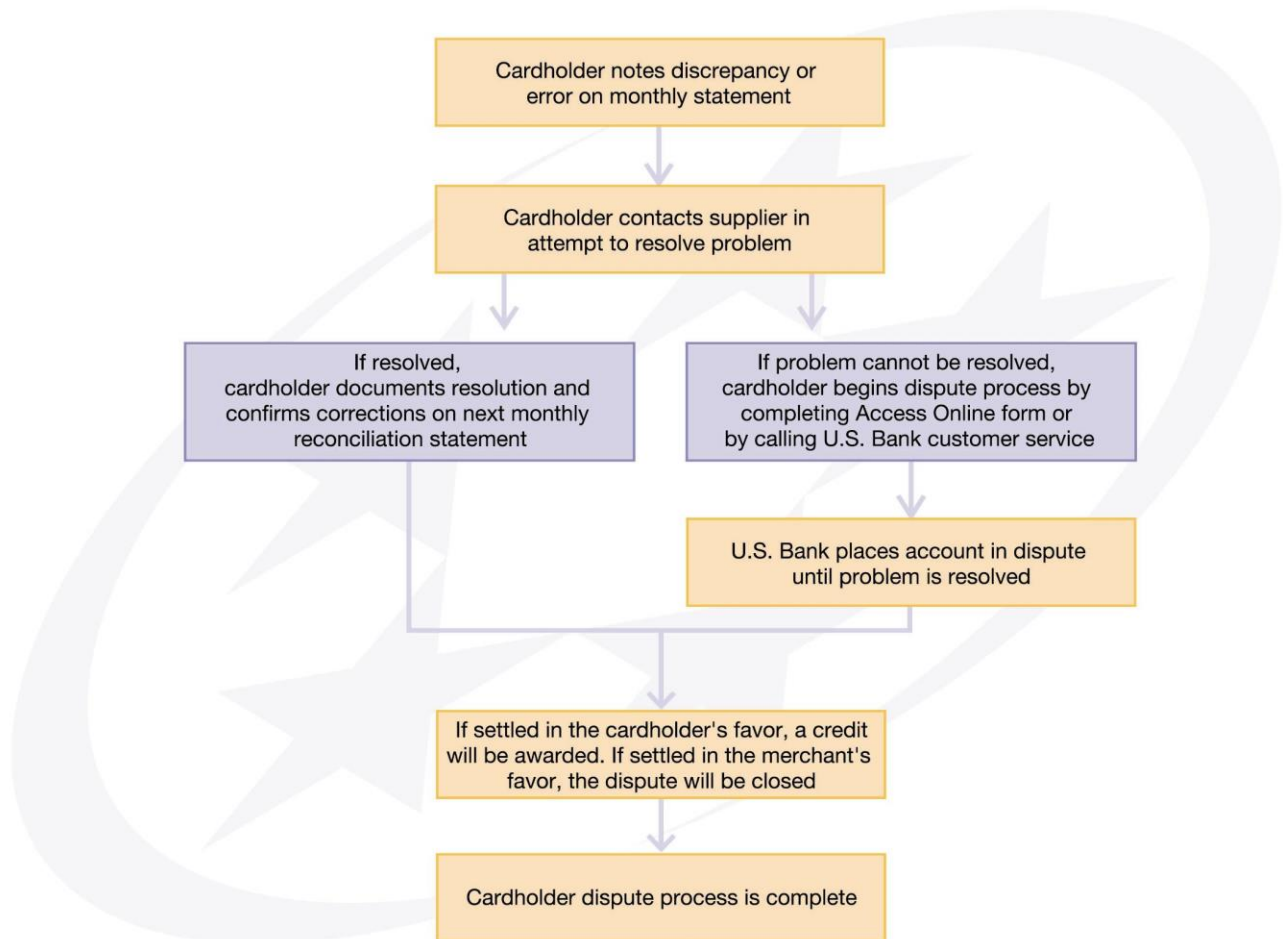 Cardholder notes discrepancy or
error on monthly statement
Cardholder contacts supplier in
attempt to resolve problem
If resolved,
cardholder documents resolution and
confirms corrections on next monthly
reconciliation statement
If problem cannot be resolved,
cardholder begins dispute process by
completing Access Online form or
by calling U.S. Bank customer service
U.S. Bank places account in dispute
until problem is resolved
If settled in the cardholder's favor, a credit
will be awarded. If settled in the merchant's
favor, the dispute will be closed
Cardholder dispute process is complete